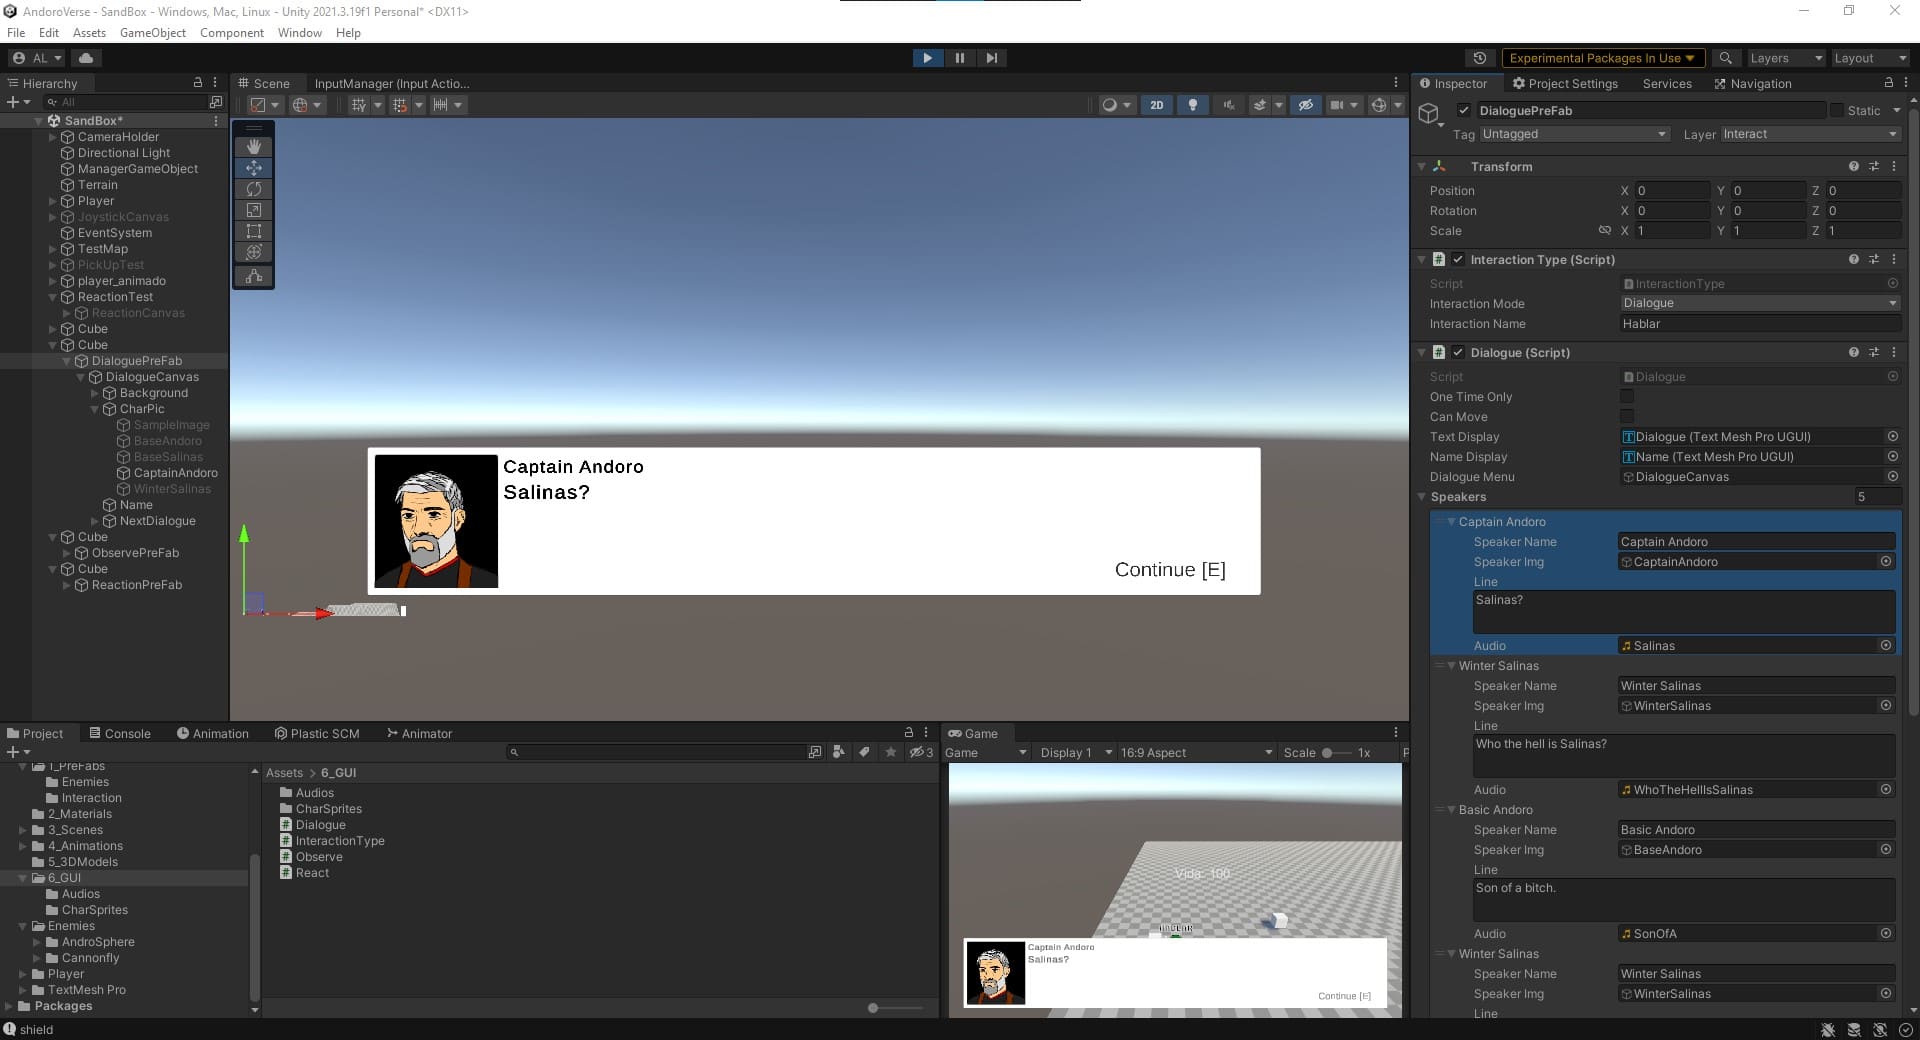 AndoroVerse - SandBox - Windows, Mac, Linux - Unity 2021.3.19f1 Personal* <DX11>
File Edit Assets GameObject Component Window Help
AL
Experimental Packages In Use
Layers
Layout
Hierarchy
All
SandBox*
CameraHolder
Directional Light
ManagerGameObject
Terrain
Player
JoystickCanvas
EventSystem
TestMap
PickUpTest
player_animado
ReactionTest
ReactionCanvas
Cube
Cube
DialoguePreFab
DialogueCanvas
Background
CharPic
SampleImage
BaseAndoro
BaseSalinas
CaptainAndoro
WinterSalinas
Name
NextDialogue
Cube
ObservePreFab
Cube
ReactionPreFab
Scene
InputManager (Input Actio...
2D
Captain Andoro
Salinas?
Continue [E]
Inspector
Project Settings
Services
Navigation
DialoguePreFab
Static
Tag Untagged
Layer Interact
Transform
Position X 0 Y 0 Z 0
Rotation X 0 Y 0 Z 0
Scale X 1 Y 1 Z 1
Interaction Type (Script)
Script InteractionType
Interaction Mode Dialogue
Interaction Name Hablar
Dialogue (Script)
Script Dialogue
One Time Only
Can Move
Text Display Dialogue (Text Mesh Pro UGUI)
Name Display Name (Text Mesh Pro UGUI)
Dialogue Menu DialogueCanvas
Speakers 5
Captain Andoro
Speaker Name Captain Andoro
Speaker Img CaptainAndoro
Line
Salinas?
Audio Salinas
Winter Salinas
Speaker Name Winter Salinas
Speaker Img WinterSalinas
Line
Who the hell is Salinas?
Audio WhoTheHellIsSalinas
Basic Andoro
Speaker Name Basic Andoro
Speaker Img BaseAndoro
Line
Son of a bitch.
Audio SonOfA
Winter Salinas
Speaker Name Winter Salinas
Speaker Img WinterSalinas
Line
Project
Console
Animation
Plastic SCM
Animator
3
1_PreFabs
Enemies
Interaction
2_Materials
3_Scenes
4_Animations
5_3DModels
6_GUI
Audios
CharSprites
Enemies
AndroSphere
Cannonfly
Player
TextMesh Pro
Packages
Assets > 6_GUI
Audios
CharSprites
Dialogue
InteractionType
Observe
React
Game
Game Display 1 16:9 Aspect Scale 1x P
Vida: 100
HABLAR
Captain Andoro
Salinas?
Continue [E]
shield